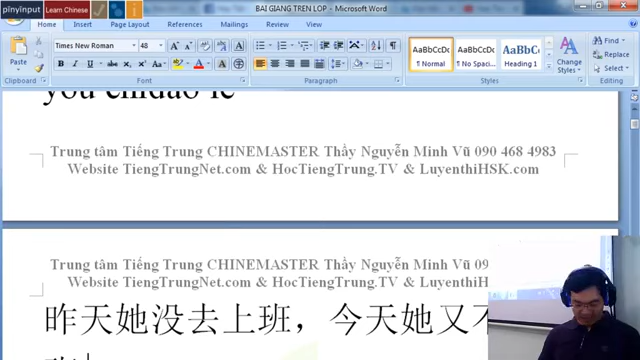 pinyinput Learn Chinese
BAI GIANG TREN LOP - Microsoft Word
Home Insert Page Layout References Mailings Review View
Paste
Times New Roman 48
B I U
AaBbCcDc AaBbCcDc AaBbC
¶ Normal ¶ No Spaci... Heading 1
Change Styles
Find
Replace
Select
Clipboard Font Paragraph Styles Editing
you chídào le
Trung tâm Tiếng Trung CHINEMASTER Thầy Nguyễn Minh Vũ 090 468 4983
Website TiengTrungNet.com & HocTiengTrung.TV & LuyenthiHSK.com
Trung tâm Tiếng Trung CHINEMASTER Thầy Nguyễn Minh Vũ 09
Website TiengTrungNet.com & HocTiengTrung.TV & Luyenth
昨天她没去上班，今天她又不